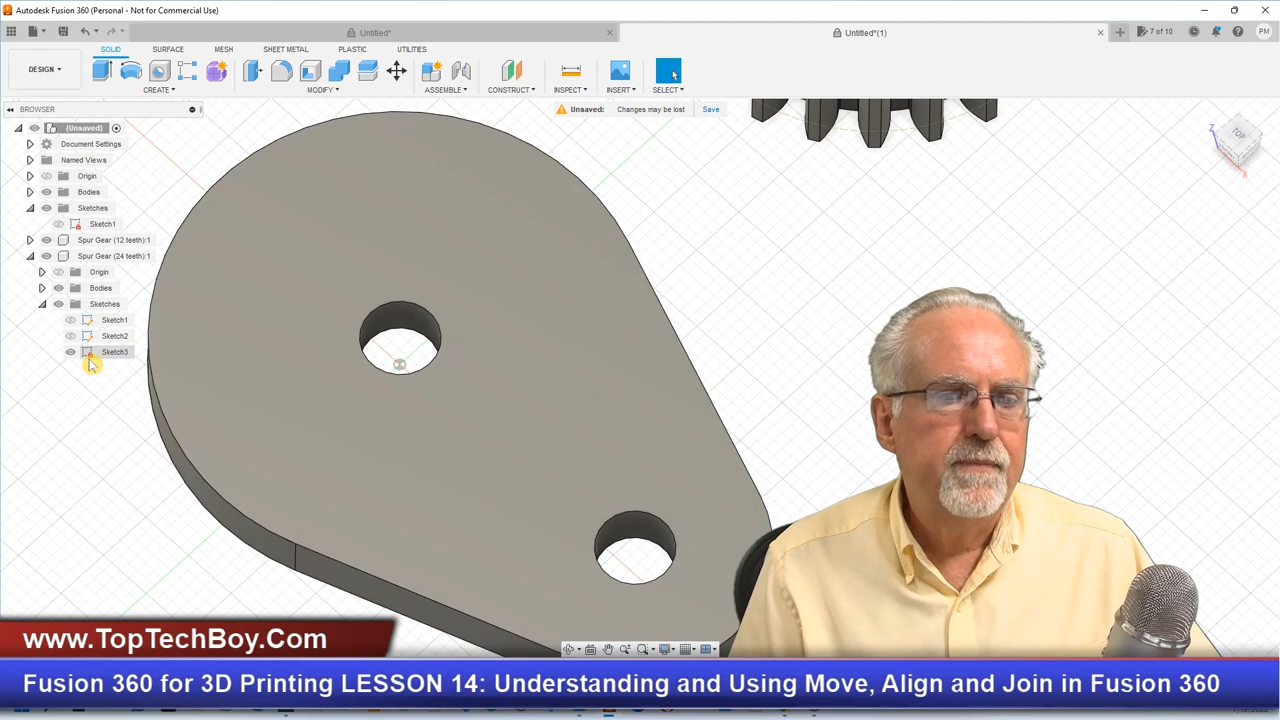 Autodesk Fusion 360 (Personal - Not for Commercial Use)
Untitled*
Untitled*(1)
7 of 10
PM
DESIGN
SOLID
SURFACE
MESH
SHEET METAL
PLASTIC
UTILITIES
CREATE
MODIFY
ASSEMBLE
CONSTRUCT
INSPECT
INSERT
SELECT
BROWSER
Unsaved: Changes may be lost Save
(Unsaved)
Document Settings
Named Views
Origin
Bodies
Sketches
Sketch1
Spur Gear (12 teeth):1
Spur Gear (24 teeth):1
Origin
Bodies
Sketches
Sketch1
Sketch2
Sketch3
TOP
Z
X
www.TopTechBoy.Com
Fusion 360 for 3D Printing LESSON 14: Understanding and Using Move, Align and Join in Fusion 360